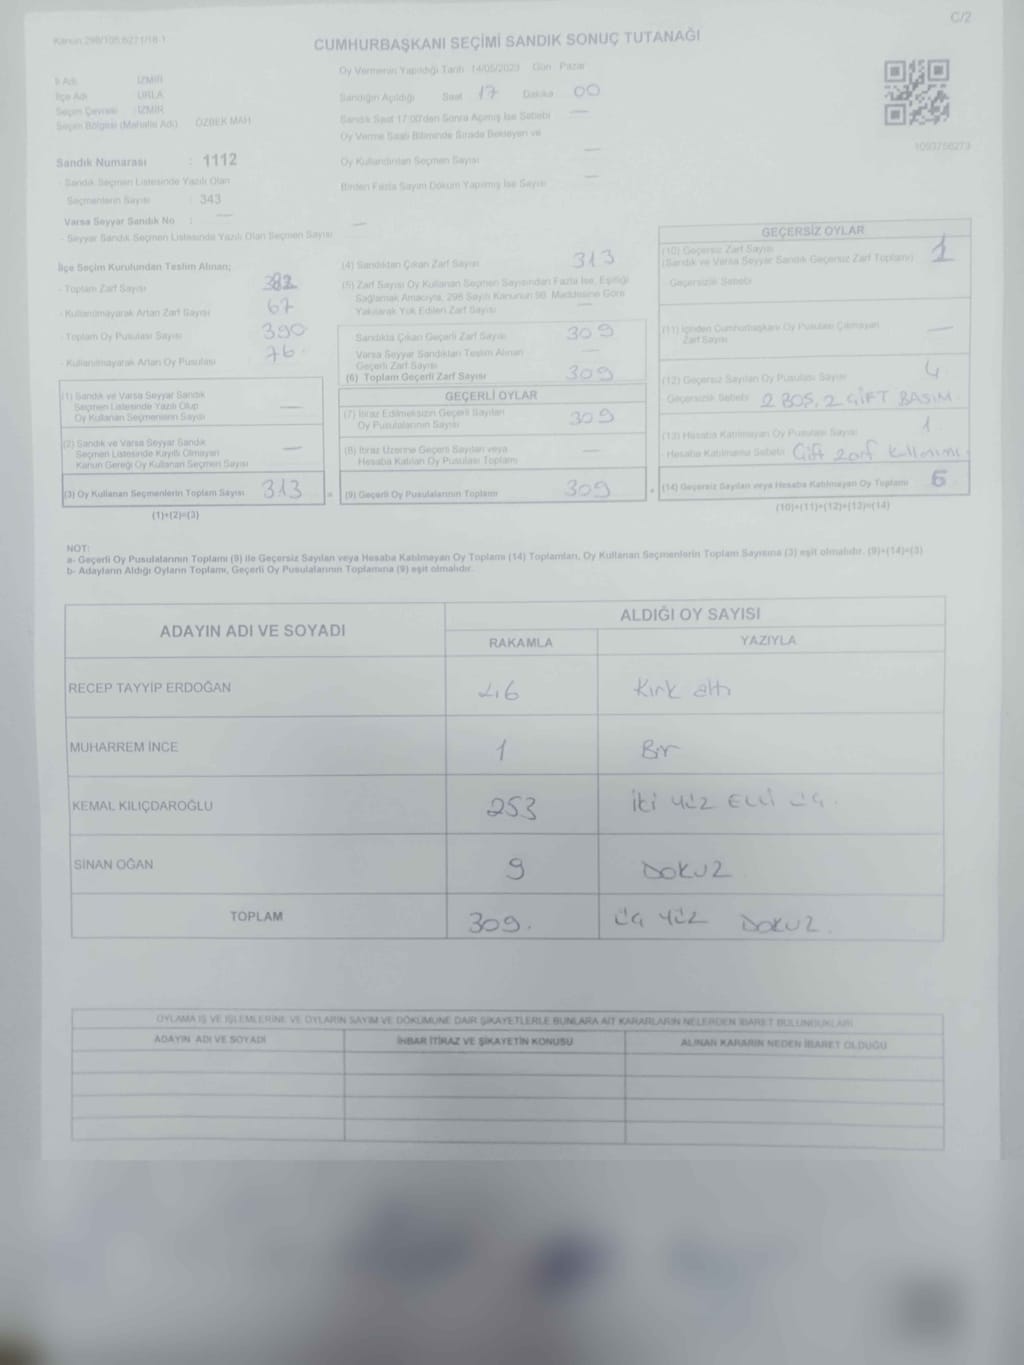 C/2
Kanun:298/105,6271/18-1
CUMHURBAŞKANI SEÇİMİ SANDIK SONUÇ TUTANAĞI
Oy Vermenin Yapıldığı Tarih 14/05/2023 Gün Pazar
İl Adı İZMİR
İlçe Adı URLA
Seçim Çevresi :İZMİR
Seçim Bölgesi (Mahalle Adı) ÖZBEK MAH
Sandığın Açıldığı Saat 17 Dakika 00
Sandık Saat 17:00'den Sonra Açılmış İse Sebebi —
Oy Verme Saati Bitiminde Sırada Bekleyen ve
Oy Kullandırılan Seçmen Sayısı —
Birden Fazla Sayım Döküm Yapılmış İse Sayısı —
1093756273
Sandık Numarası : 1112
- Sandık Seçmen Listesinde Yazılı Olan
Seçmenlerin Sayısı : 343
Varsa Seyyar Sandık No : —
- Seyyar Sandık Seçmen Listesinde Yazılı Olan Seçmen Sayısı —
İlçe Seçim Kurulundan Teslim Alınan;
- Toplam Zarf Sayısı
- Kullanılmayarak Artan Zarf Sayısı 67
- Toplam Oy Pusulası Sayısı 390
- Kullanılmayarak Artan Oy Pusulası 76
(1) Sandık ve Varsa Seyyar Sandık
Seçmen Listesinde Yazılı Olup
Oy Kullanan Seçmenlerin Sayısı —
(2) Sandık ve Varsa Seyyar Sandık
Seçmen Listesinde Kayıtlı Olmayan
Kanun Gereği Oy Kullanan Seçmen Sayısı —
(3) Oy Kullanan Seçmenlerin Toplam Sayısı 313 =
(1)+(2)=(3)
(4) Sandıktan Çıkan Zarf Sayısı 313
(5) Zarf Sayısı Oy Kullanan Seçmen Sayısından Fazla İse, Eşitliği
Sağlamak Amacıyla, 298 Sayılı Kanunun 98. Maddesine Göre
Yakılarak Yok Edilen Zarf Sayısı —
Sandıkta Çıkan Geçerli Zarf Sayısı 309
Varsa Seyyar Sandıktan Teslim Alınan
Geçerli Zarf Sayısı —
(6) Toplam Geçerli Zarf Sayısı 309
GEÇERLİ OYLAR
(7) İtiraz Edilmeksizin Geçerli Sayılan
Oy Pusulalarının Sayısı 309
(8) İtiraz Üzerine Geçerli Sayılan veya
Hesaba Katılan Oy Pusulası Toplamı —
(9) Geçerli Oy Pusulalarının Toplamı 309 +
GEÇERSİZ OYLAR
(10) Geçersiz Zarf Sayısı
(Sandık ve Varsa Seyyar Sandık Geçersiz Zarf Toplamı) 1
- Geçersizlik Sebebi
(11) İçinden Cumhurbaşkanı Oy Pusulası Çıkmayan
Zarf Sayısı —
(12) Geçersiz Sayılan Oy Pusulası Sayısı 4
Geçersizlik Sebebi 2 BOŞ, 2 ÇİFT BASIM
(13) Hesaba Katılmayan Oy Pusulası Sayısı 1
- Hesaba Katılmama Sebebi Çift zarf kullanımı
(14) Geçersiz Sayılan veya Hesaba Katılmayan Oy Toplamı 6
(10)+(11)+(12)+(13)=(14)
NOT:
a- Geçerli Oy Pusulalarının Toplamı (9) ile Geçersiz Sayılan veya Hesaba Katılmayan Oy Toplamı (14) Toplamları, Oy Kullanan Seçmenlerin Toplam Sayısına (3) eşit olmalıdır. (9)+(14)=(3)
b- Adayların Aldığı Oyların Toplamı, Geçerli Oy Pusulalarının Toplamına (9) eşit olmalıdır.
ADAYIN ADI VE SOYADI
ALDIĞI OY SAYISI
RAKAMLA YAZIYLA
RECEP TAYYİP ERDOĞAN 46 Kırk altı
MUHARREM İNCE 1 Bir
KEMAL KILIÇDAROĞLU 253 İki YÜZ ELLİ ÜÇ.
SİNAN OĞAN 9 DOKUZ
TOPLAM 309. ÜÇ YÜZ DOKUZ.
OYLAMA İŞ VE İŞLEMLERİNE VE OYLARIN SAYIM VE DÖKÜMÜNE DAİR ŞİKAYETLERLE BUNLARA AİT KARARLARIN NELERDEN İBARET BULUNDUKLARI
ADAYIN ADI VE SOYADI İHBAR İTİRAZ VE ŞİKAYETİN KONUSU ALINAN KARARIN NEDEN İBARET OLDUĞU